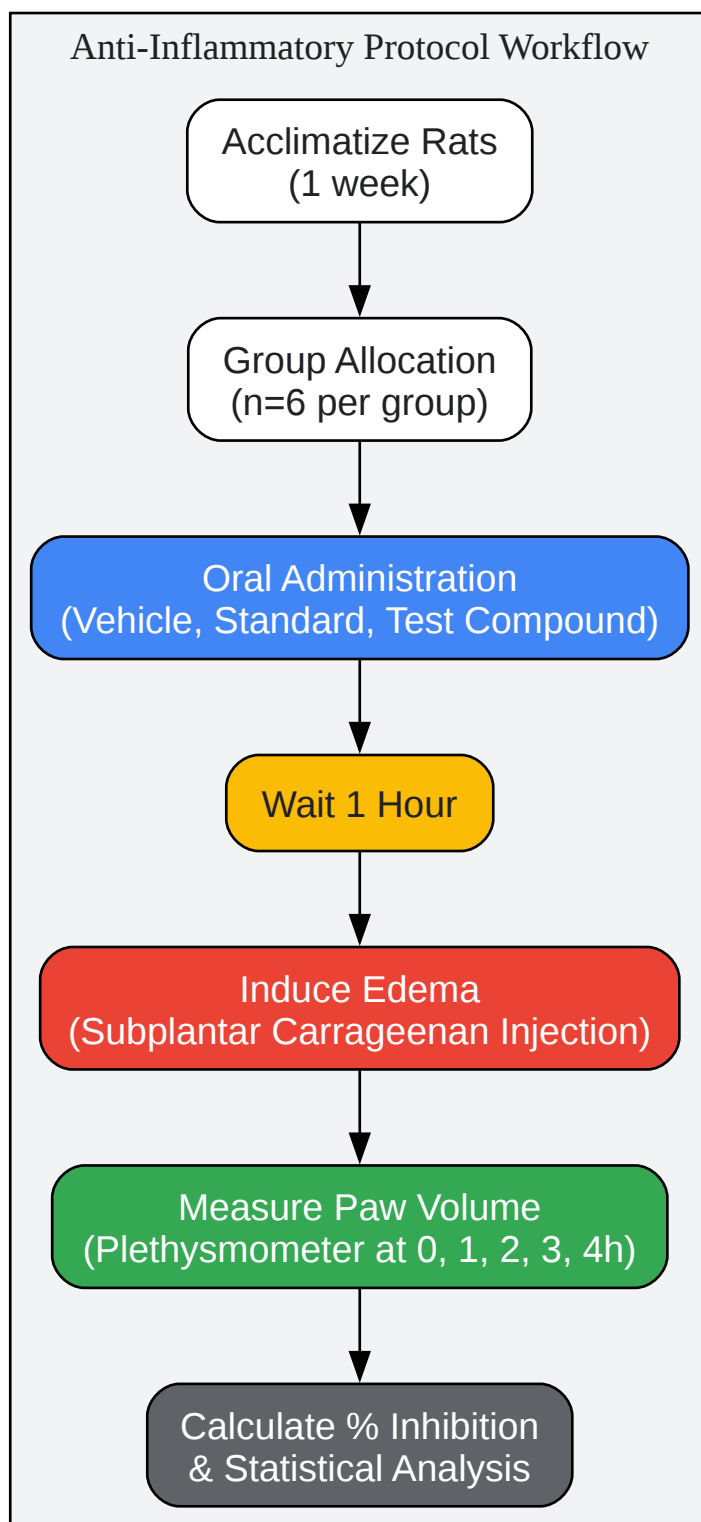 Anti-Inflammatory Protocol Workflow
Acclimatize Rats
(1 week)
Group Allocation
(n=6 per group)
Oral Administration
(Vehicle, Standard, Test Compound)
Wait 1 Hour
Induce Edema
(Subplantar Carrageenan Injection)
Measure Paw Volume
(Plethysmometer at 0, 1, 2, 3, 4h)
Calculate % Inhibition
& Statistical Analysis